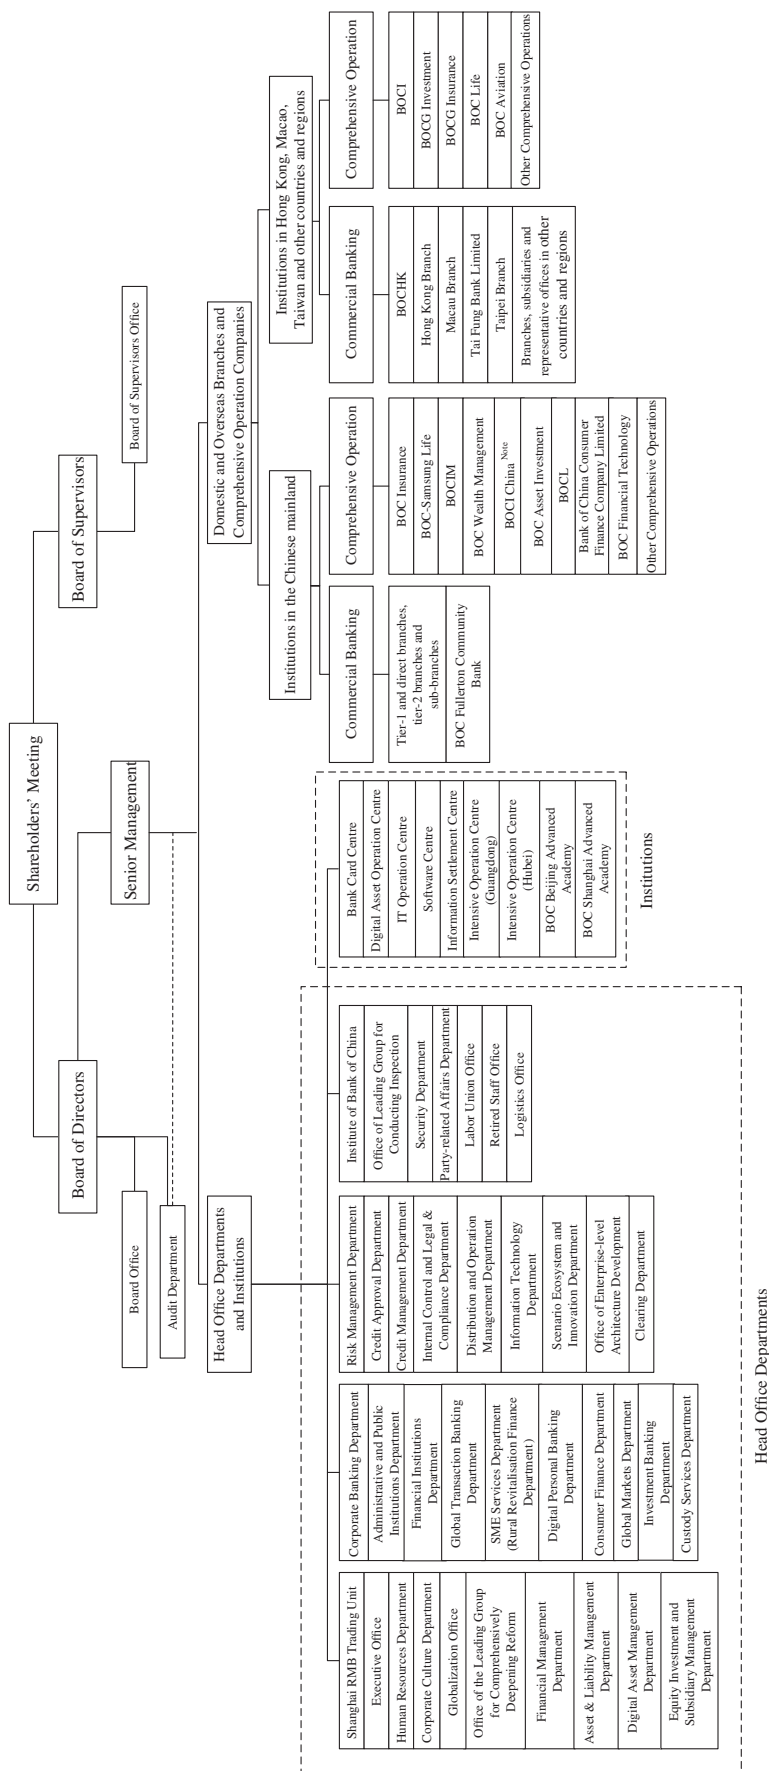 Shareholders’ Meeting
Board of Directors
Board of Supervisors
Board Office
Audit Department
Senior Management
Board of Supervisors Office
Head Office Departments
and Institutions
Domestic and Overseas Branches and
Comprehensive Operation Companies
Institutions in the Chinese mainland
Institutions in Hong Kong, Macao,
Taiwan and other countries and regions
Shanghai RMB Trading Unit
Executive Office
Human Resources Department
Corporate Culture Department
Globalization Office
Office of the Leading Group
for Comprehensively
Deepening Reform
Financial Management
Department
Asset & Liability Management
Department
Digital Asset Management
Department
Equity Investment and
Subsidiary Management
Department
Corporate Banking Department
Administrative and Public
Institutions Department
Financial Institutions
Department
Global Transaction Banking
Department
SME Services Department
(Rural Revitalisation Finance
Department)
Digital Personal Banking
Department
Consumer Finance Department
Global Markets Department
Investment Banking
Department
Custody Services Department
Risk Management Department
Credit Approval Department
Credit Management Department
Internal Control and Legal &
Compliance Department
Distribution and Operation
Management Department
Information Technology
Department
Scenario Ecosystem and
Innovation Department
Office of Enterprise-level
Architecture Development
Clearing Department
Institute of Bank of China
Office of Leading Group for
Conducting Inspection
Security Department
Party-related Affairs Department
Labor Union Office
Retired Staff Office
Logistics Office
Head Office Departments
Bank Card Centre
Digital Asset Operation Centre
IT Operation Centre
Software Centre
Information Settlement Centre
Intensive Operation Centre
(Guangdong)
Intensive Operation Centre
(Hubei)
BOC Beijing Advanced
Academy
BOC Shanghai Advanced
Academy
Institutions
Commercial Banking
Tier-1 and direct branches,
tier-2 branches and
sub-branches
BOC Fullerton Community
Bank
Comprehensive Operation
BOC Insurance
BOC-Samsung Life
BOCIM
BOC Wealth Management
BOCI China Note
BOC Asset Investment
BOCL
Bank of China Consumer
Finance Company Limited
BOC Financial Technology
Other Comprehensive Operations
Commercial Banking
BOCHK
Hong Kong Branch
Macau Branch
Tai Fung Bank Limited
Taipei Branch
Branches, subsidiaries and
representative offices in other
countries and regions
Comprehensive Operation
BOCI
BOCG Investment
BOCG Insurance
BOC Life
BOC Aviation
Other Comprehensive Operations